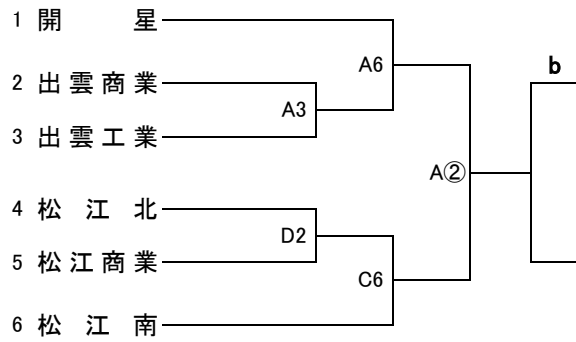 1 開星
A6
b
2 出雲商業
A3
3 出雲工業
A②
4 松江北
D2
5 松江商業
C6
6 松江南